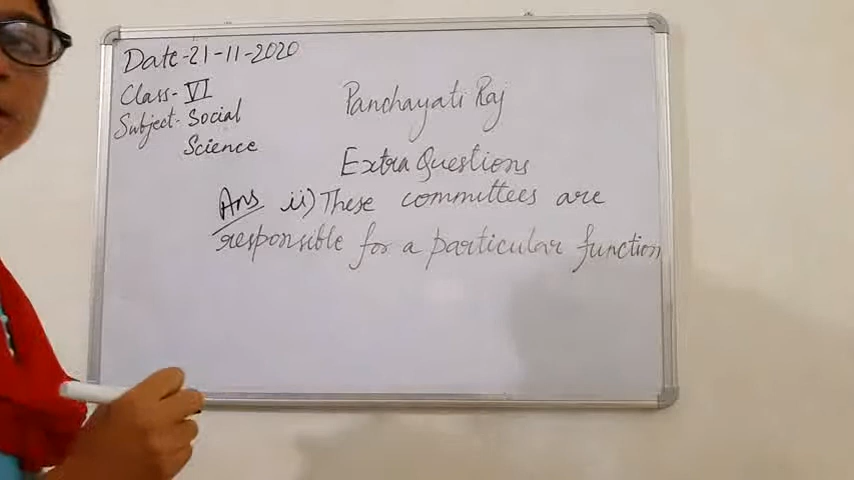 Date-21-11-2020
Class-VI
Subject-Social
Science
Panchayati Raj
Extra Questions
Ans ii) These committees are
responsible for a particular function